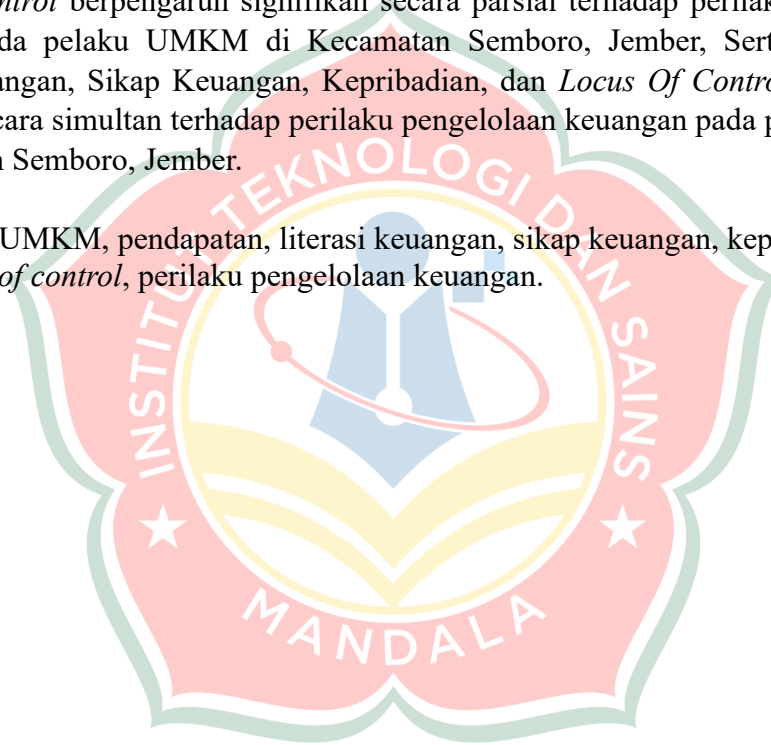 ontrol berpengaruh signifikan secara parsial terhadap perilak
da pelaku UMKM di Kecamatan Semboro, Jember, Sert
angan, Sikap Keuangan, Kepribadian, dan Locus Of Contro
cara simultan terhadap perilaku pengelolaan keuangan pada p
n Semboro, Jember.
UMKM, pendapatan, literasi keuangan, sikap keuangan, kep
of control, perilaku pengelolaan keuangan.
INSTITUT TEKNOLOGI DAN SAINS
MANDALA